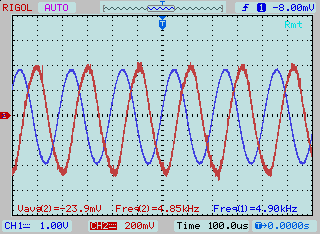 RIGOL AUTO T f 1 -8.00mV
T
Rmt
1
Vavg(2)=-23.9mV Freq(2)=4.85kHz Freq(1)=4.90kHz
CH1 1.00V CH2 200mV Time 100.0us T→0.0000s